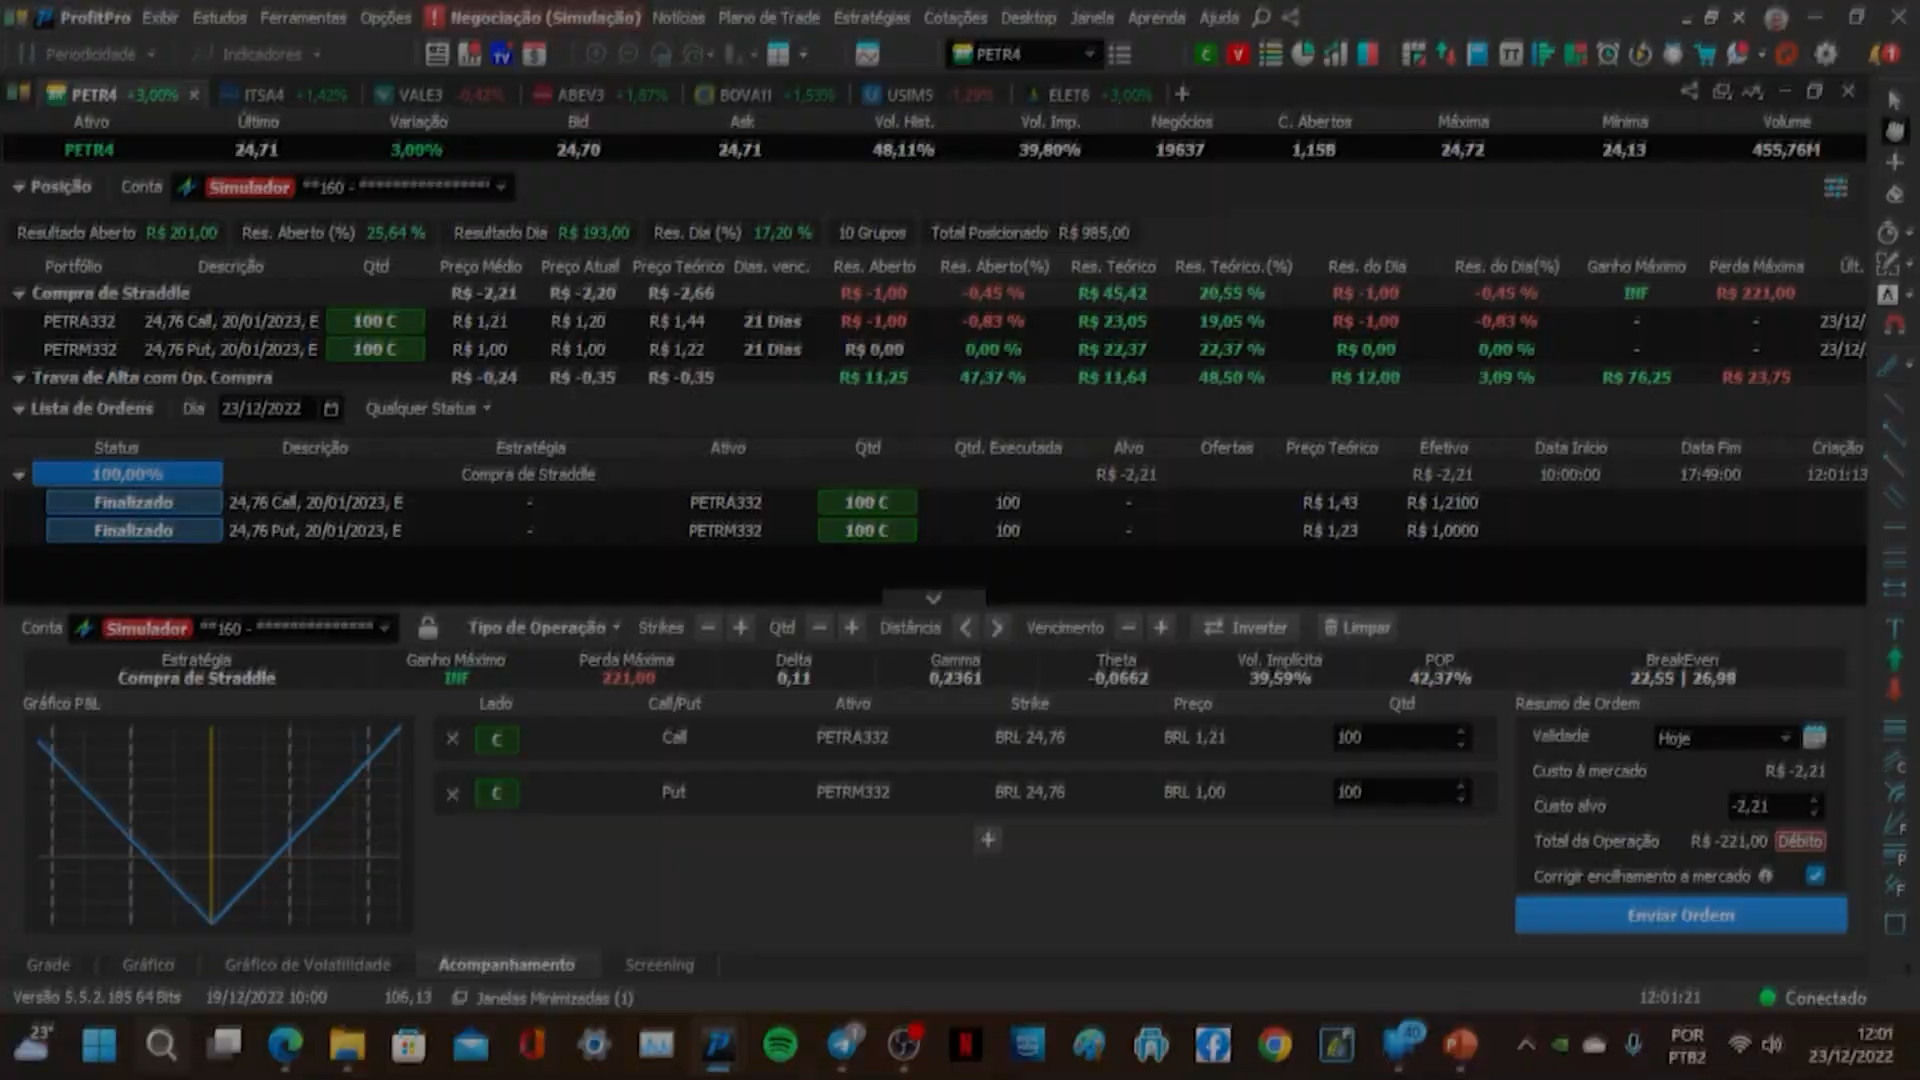 ProfitPro Exibir Estudos Ferramentas Opções ! Negociação (Simulação) Notícias Plano de Trade Estratégias Cotações Desktop Janela Aprenda Ajuda
Periodicidade Indicadores PETR4
PETR4 +3,00% ITSA4 +1,42% VALE3 -0,42% ABEV3 +1,87% BOVA11 +1,53% USIM5 -1,29% ELET6 +3,00%
Ativo Último Variação Bid Ask Vol. Hist. Vol. Imp. Negócios C. Abertos Máxima Mínima Volume
PETR4 24,71 3,00% 24,70 24,71 48,11% 39,80% 19637 1,15B 24,72 24,13 455,76M
Posição Conta Simulador **160 - ******************
Resultado Aberto R$ 201,00 Res. Aberto (%) 25,64 % Resultado Dia R$ 193,00 Res. Dia (%) 17,20 % 10 Grupos Total Posicionado R$ 985,00
Portfólio Descrição Qtd Preço Médio Preço Atual Preço Teórico Dias. venc. Res. Aberto Res. Aberto(%) Res. Teórico Res. Teórico.(%) Res. do Dia Res. do Dia(%) Ganho Máximo Perda Máxima Últ.
Compra de Straddle R$ -2,21 R$ -2,20 R$ -2,66 R$ -1,00 -0,45 % R$ 45,42 20,55 % R$ -1,00 -0,45 % INF R$ 221,00
PETRA332 24,76 Call, 20/01/2023, E 100 C R$ 1,21 R$ 1,20 R$ 1,44 21 Dias R$ -1,00 -0,83 % R$ 23,05 19,05 % R$ -1,00 -0,83 % - - 23/12/
PETRM332 24,76 Put, 20/01/2023, E 100 C R$ 1,00 R$ 1,00 R$ 1,22 21 Dias R$ 0,00 0,00 % R$ 22,37 22,37 % R$ 0,00 0,00 % - - 23/12/
Trava de Alta com Op. Compra R$ -0,24 R$ -0,35 R$ -0,35 R$ 11,25 47,37 % R$ 11,64 48,50 % R$ 12,00 3,09 % R$ 76,25 R$ 23,75
Lista de Ordens Dia 23/12/2022 Qualquer Status
Status Descrição Estratégia Ativo Qtd Qtd. Executada Alvo Ofertas Preço Teórico Efetivo Data Início Data Fim Criação
100,00% Compra de Straddle R$ -2,21 R$ -2,21 10:00:00 17:49:00 12:01:13
Finalizado 24,76 Call, 20/01/2023, E - PETRA332 100 C 100 - R$ 1,43 R$ 1,2100
Finalizado 24,76 Put, 20/01/2023, E - PETRM332 100 C 100 - R$ 1,23 R$ 1,0000
Conta Simulador **160 - ****************** Tipo de Operação Strikes − + Qtd − + Distância < > Vencimento − + Inverter Limpar
Estratégia Ganho Máximo Perda Máxima Delta Gamma Theta Vol. Implícita POP BreakEven
Compra de Straddle INF 221,00 0,11 0,2361 -0,0662 39,59% 42,37% 22,55 | 26,98
Gráfico P&L Lado Call/Put Ativo Strike Preço Qtd Resumo de Ordem
C Call PETRA332 BRL 24,76 BRL 1,21 100 Validade Hoje
Custo à mercado R$ -2,21
C Put PETRM332 BRL 24,76 BRL 1,00 100
Custo alvo -2,21
Total da Operação R$ -221,00 Débito
Corrigir encilhamento a mercado
Enviar Ordem
Grade Gráfico Gráfico de Volatilidade Acompanhamento Screening
Versão 5.5.2.185 64 Bits 19/12/2022 10:00 106,13 Janelas Minimizadas (1) 12:01:21 Conectado
23° POR 12:01
PTB2 23/12/2022